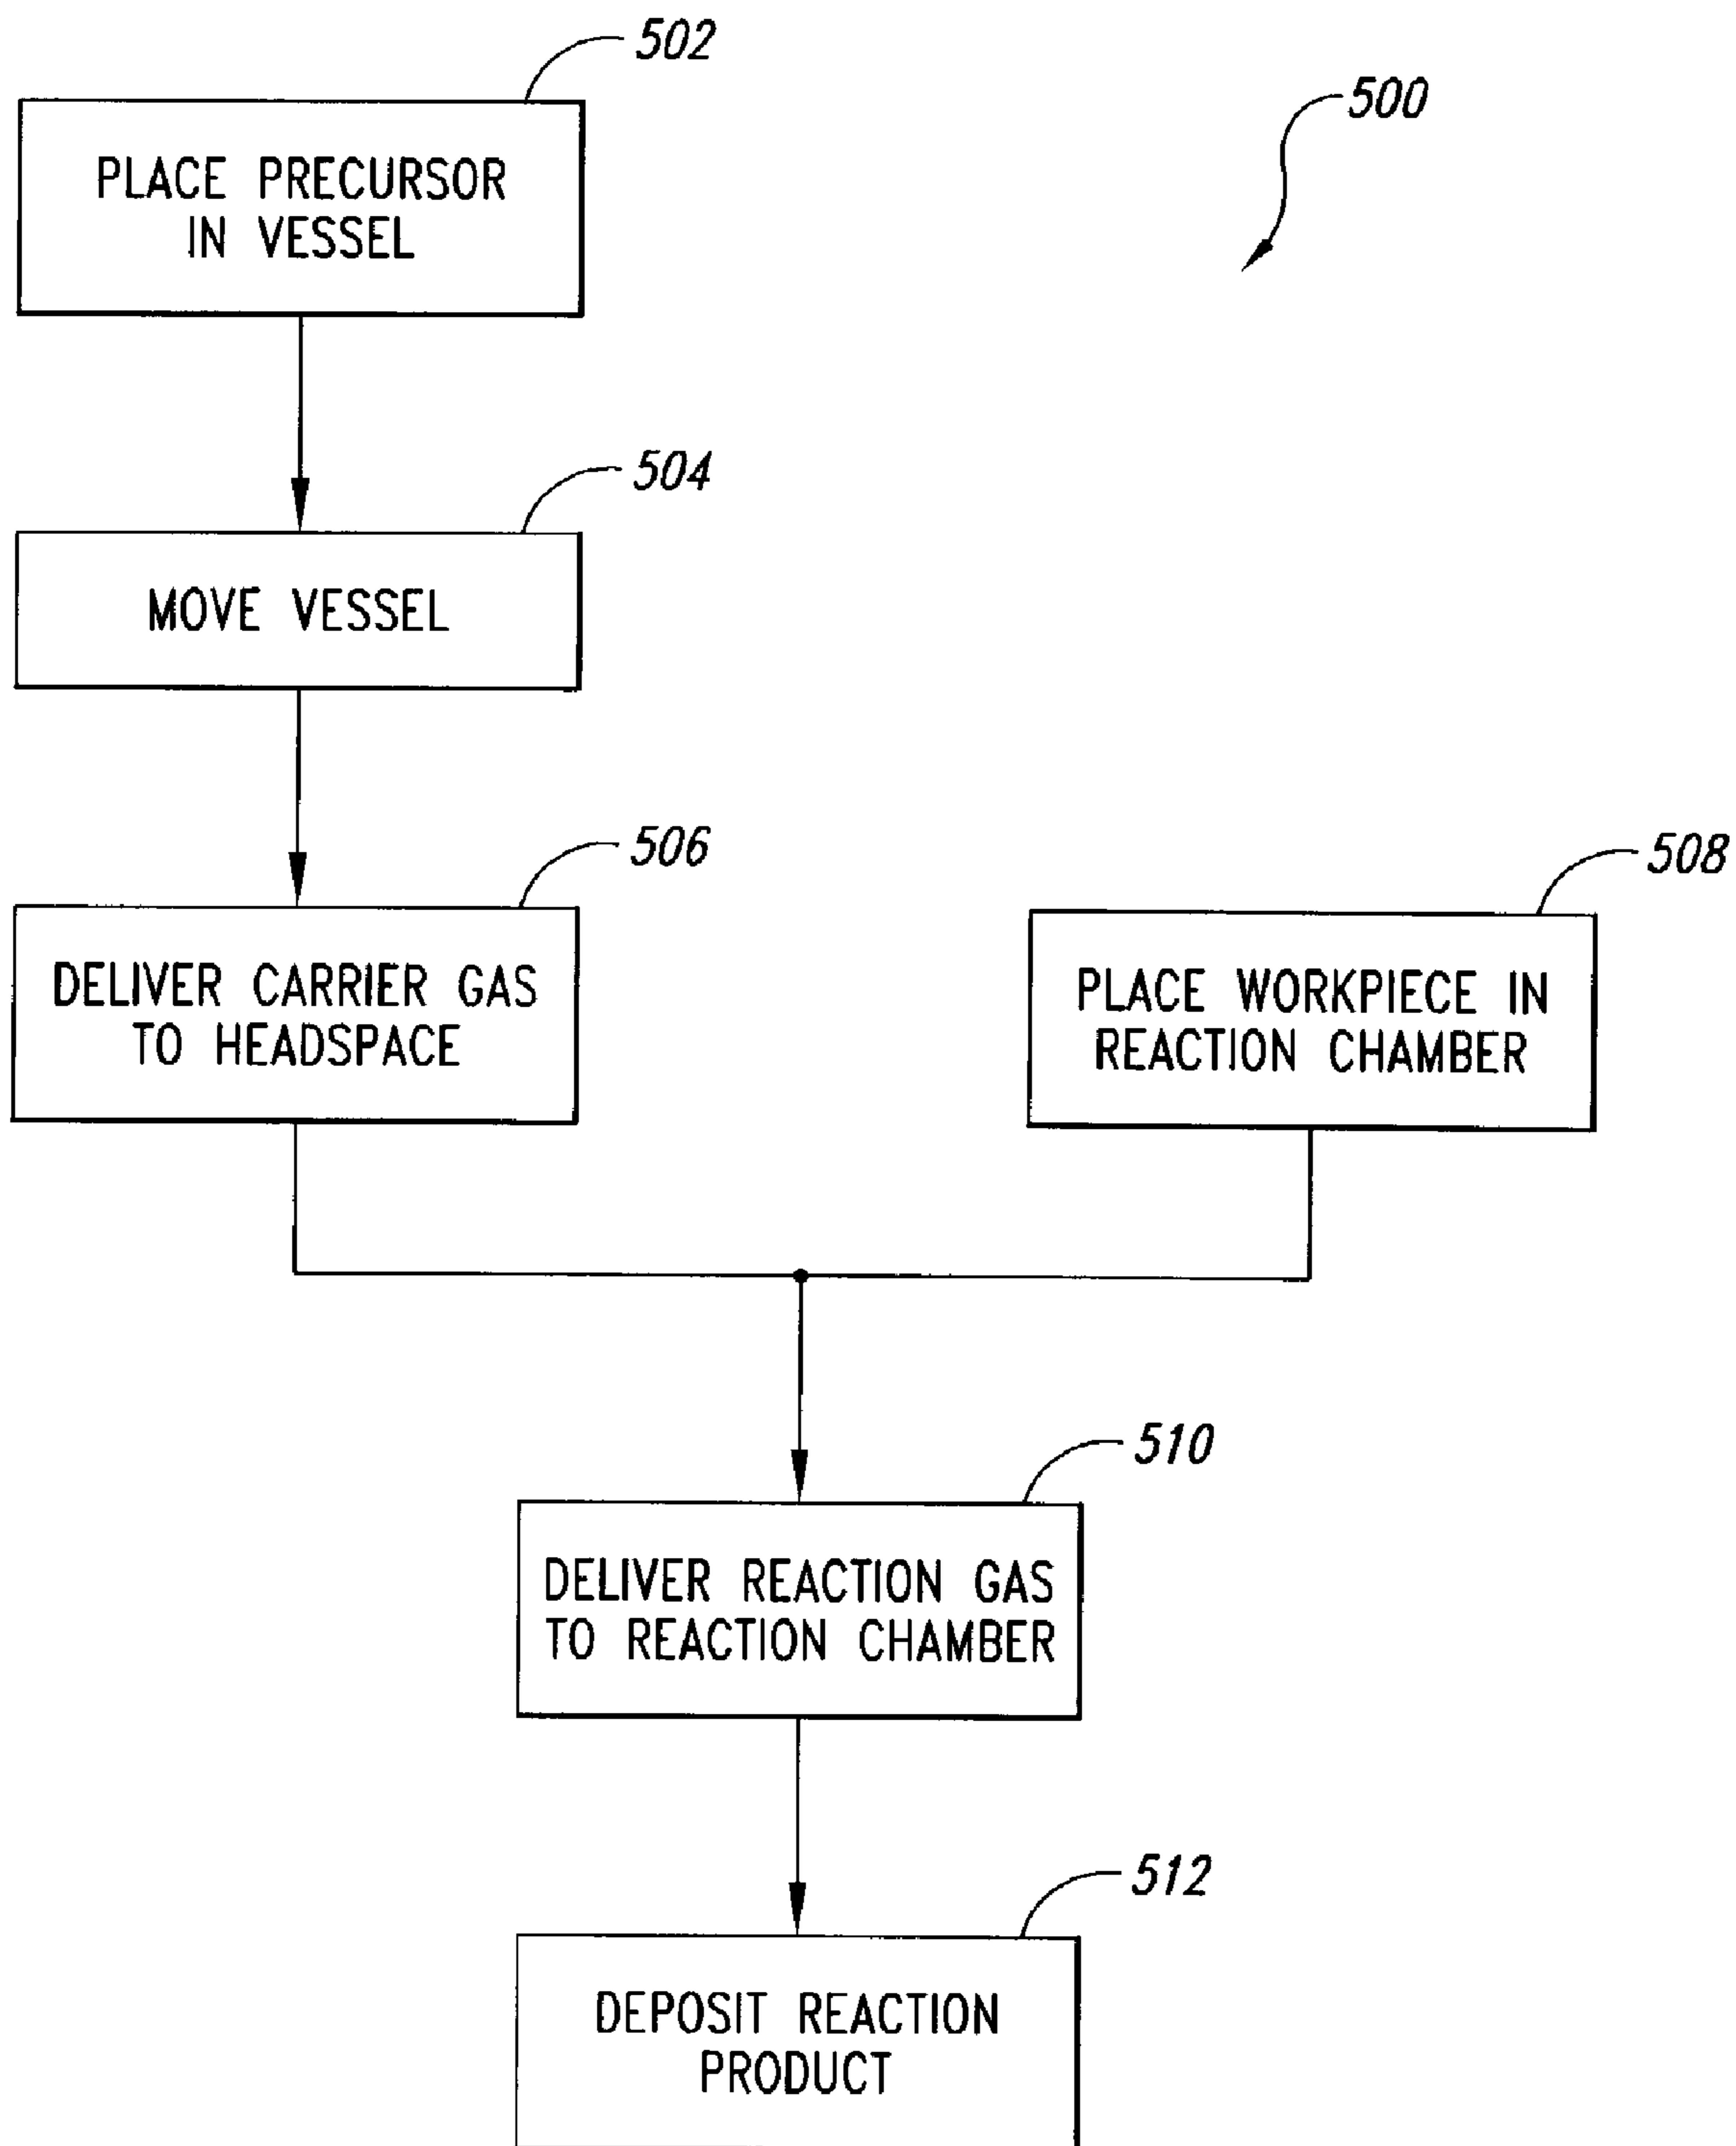 502
500
PLACE PRECURSOR
IN VESSEL
504
MOVE VESSEL
506
508
DELIVER CARRIER GAS
TO HEADSPACE
PLACE WORKPIECE IN
REACTION CHAMBER
510
DELIVER REACTION GAS
TO REACTION CHAMBER
512
DEPOSIT REACTION
PRODUCT